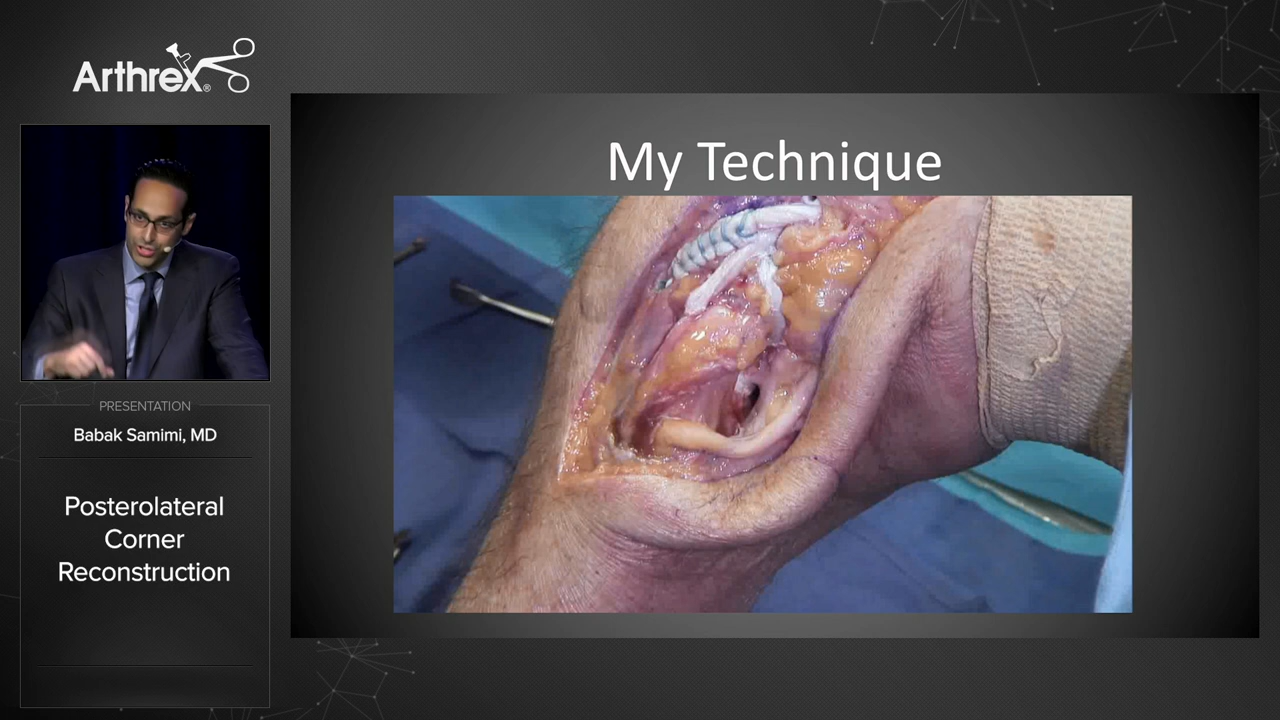 Arthrex®
My Technique
PRESENTATION
Babak Samimi, MD
Posterolateral
Corner
Reconstruction